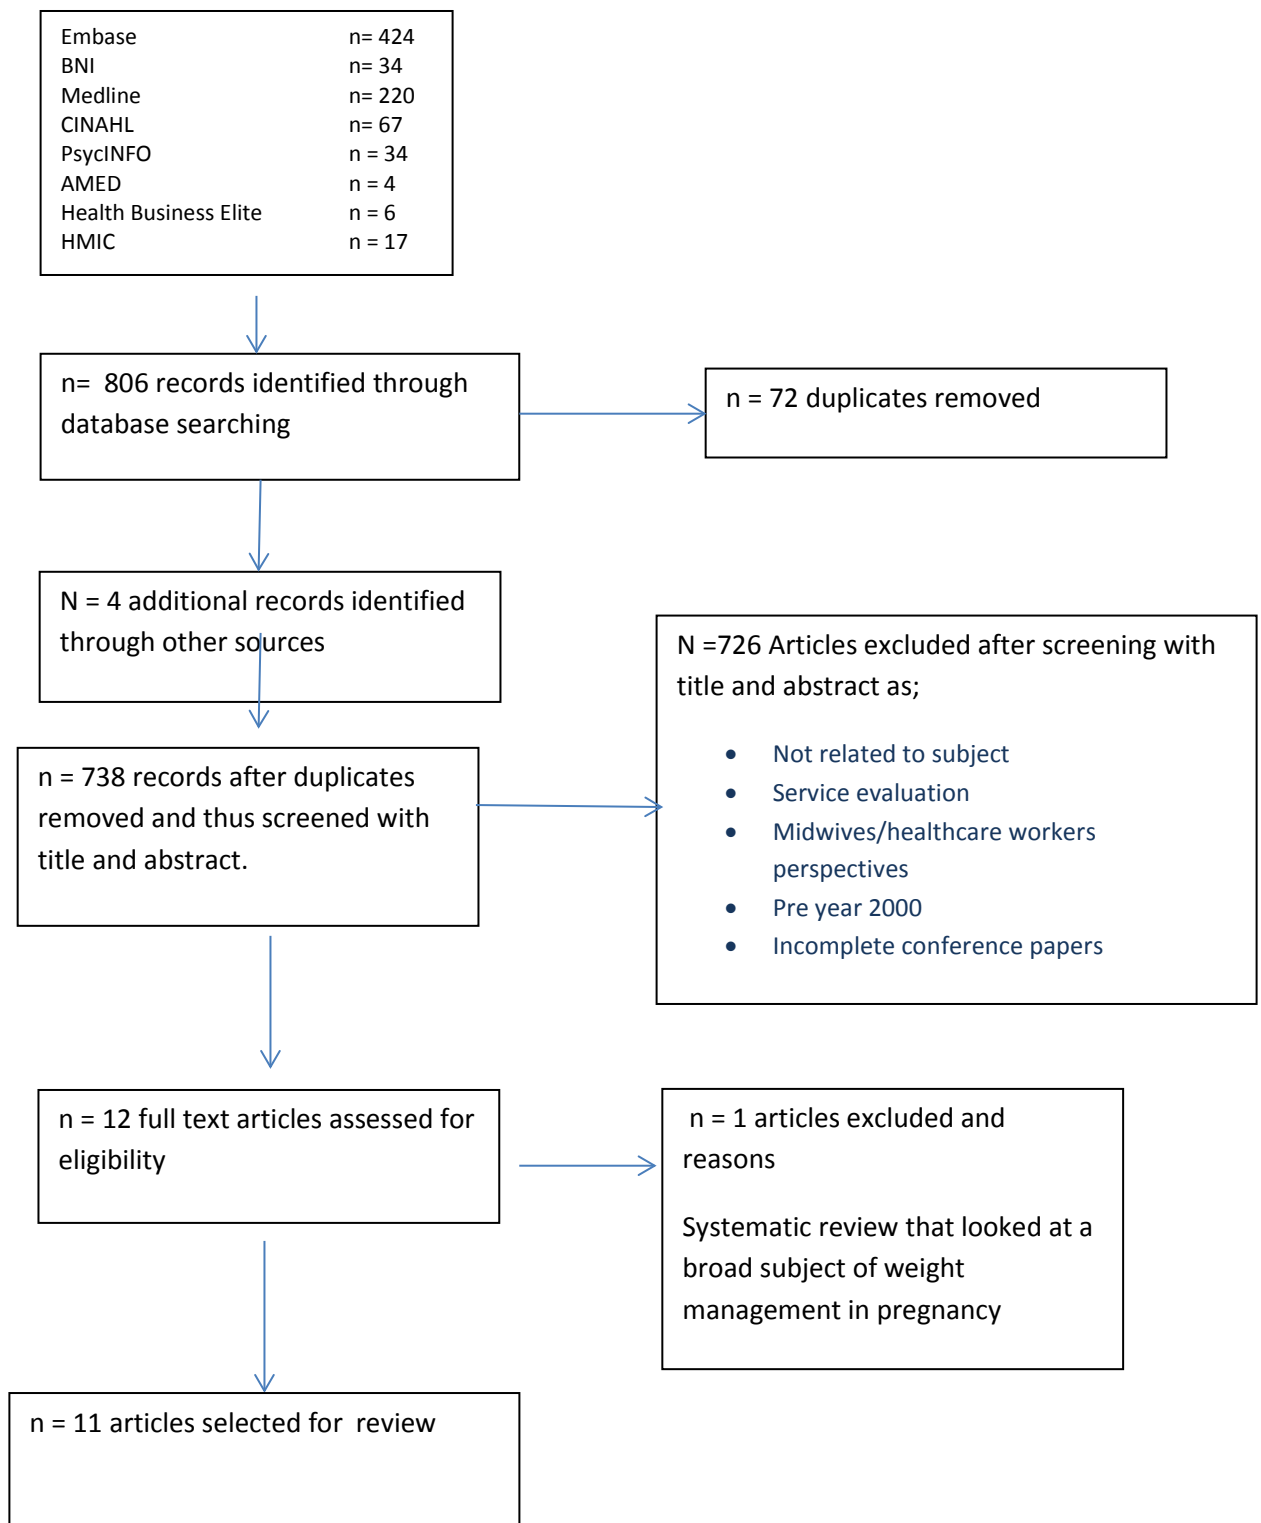 Embase n= 424
BNI n= 34
Medline n= 220
CINAHL n= 67
PsycINFO n = 34
AMED n = 4
Health Business Elite n = 6
HMIC n = 17
n= 806 records identified through
database searching
n = 72 duplicates removed
N = 4 additional records identified
through other sources
N =726 Articles excluded after screening with
title and abstract as;
• Not related to subject
• Service evaluation
• Midwives/healthcare workers
perspectives
• Pre year 2000
• Incomplete conference papers
n = 738 records after duplicates
removed and thus screened with
title and abstract.
n = 12 full text articles assessed for
eligibility
n = 1 articles excluded and
reasons
Systematic review that looked at a
broad subject of weight
management in pregnancy
n = 11 articles selected for review